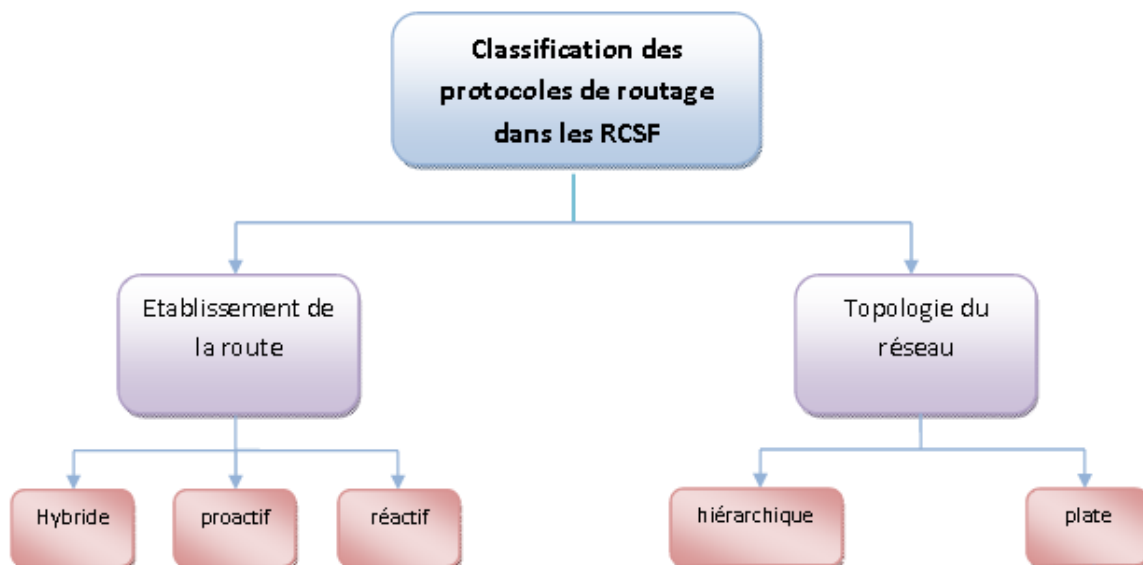 Classification des
protocoles de routage
dans les RCSF
Etablissement de
la route
Topologie du
réseau
Hybride
proactif
réactif
hiérarchique
plate